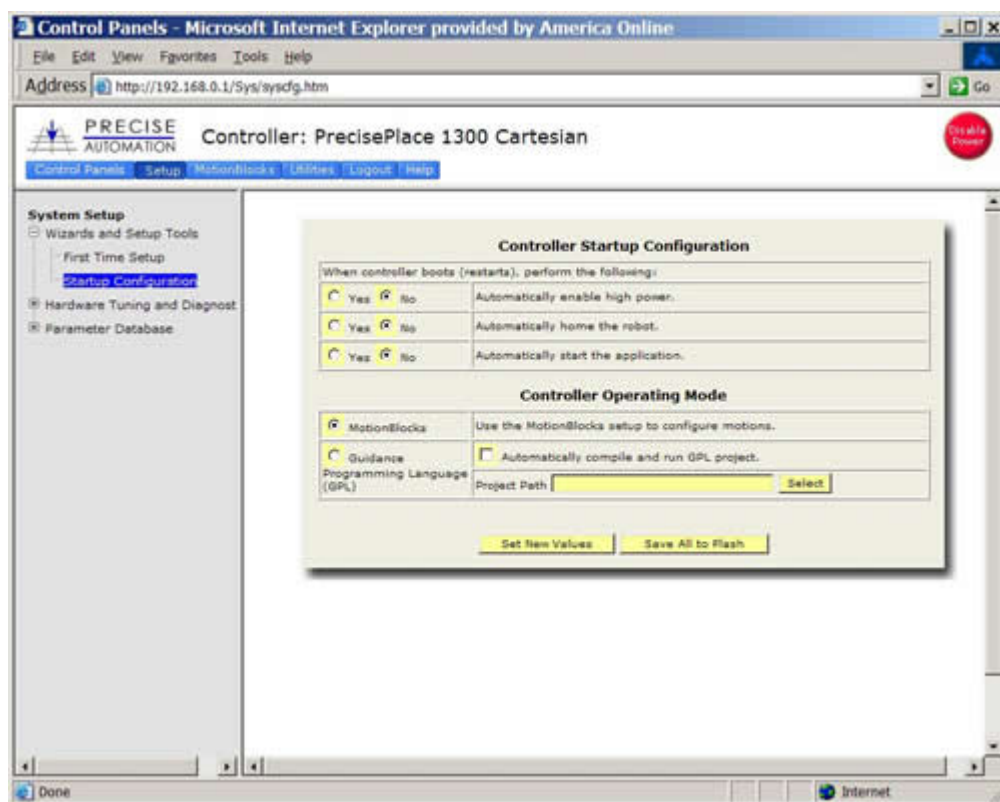 Control Panels - Microsoft Internet Explorer provided by America Online
File Edit View Favorites Tools Help
Address http://192.168.0.1/Sys/syscfg.htm Go
PRECISE
AUTOMATION
Controller: PrecisePlace 1300 Cartesian
Disable
Power
Control Panels Setup MotionBlocks Utilities Logout Help
System Setup
Wizards and Setup Tools
First Time Setup
Startup Configuration
Hardware Tuning and Diagnost
Parameter Database
Controller Startup Configuration
When controller boots (restarts), perform the following:
Yes No Automatically enable high power.
Yes No Automatically home the robot.
Yes No Automatically start the application.
Controller Operating Mode
MotionBlocks Use the MotionBlocks setup to configure motions.
Guidance
Programming Language
(GPL)
Automatically compile and run GPL project.
Project Path Select
Set New Values Save All to Flash
Done Internet